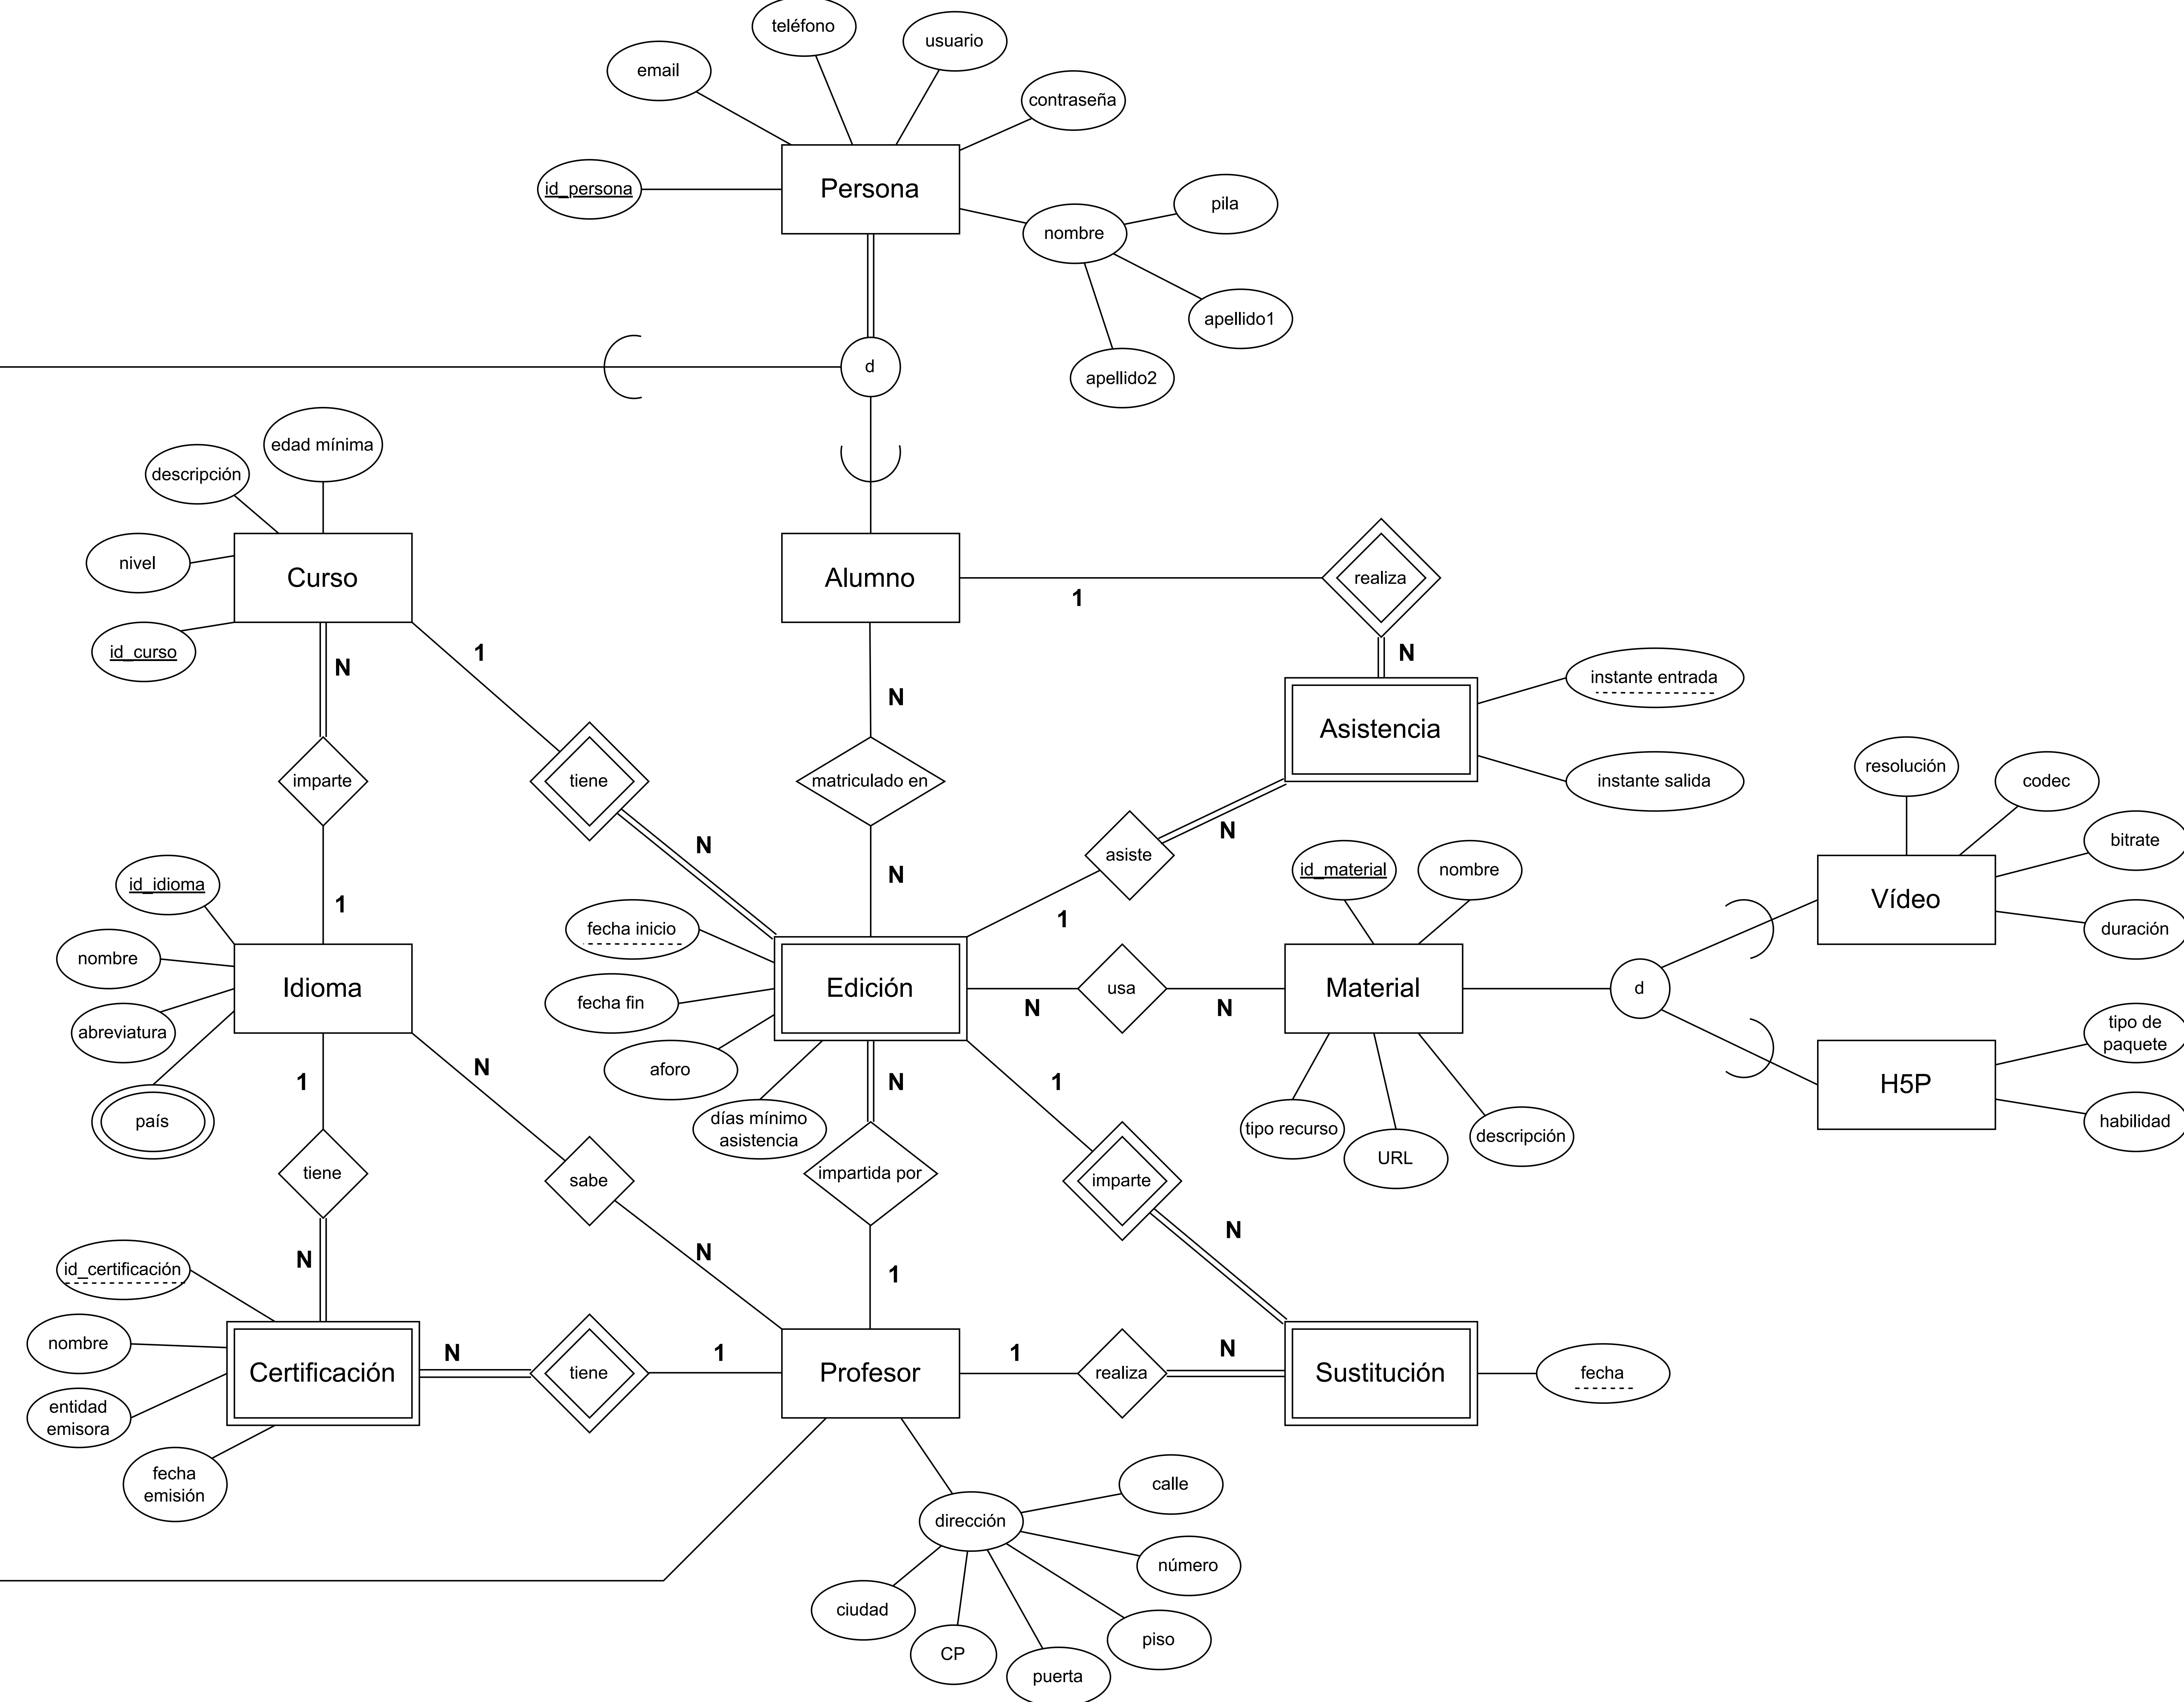 teléfono
usuario
email
contraseña
id_persona
Persona
pila
nombre
apellido1
apellido2
d
edad mínima
descripción
nivel
Curso
id_curso
Alumno
realiza
1
1
N
N
N
instante entrada
Asistencia
instante salida
imparte
tiene
matriculado en
resolución
codec
bitrate
N
N
asiste
id_idioma
1
N
1
id_material
nombre
Vídeo
duración
fecha inicio
nombre
Idioma
fecha fin
Edición
N
usa
N
Material
d
abreviatura
tipo de
paquete
H5P
habilidad
país
1
N
aforo
N
1
días mínimo
asistencia
tipo recurso
URL
descripción
tiene
sabe
impartida por
imparte
N
N
N
1
id_certificación
nombre
Certificación
N
tiene
1
Profesor
1
realiza
N
Sustitución
fecha
entidad
emisora
fecha
emisión
calle
dirección
número
ciudad
CP
puerta
piso